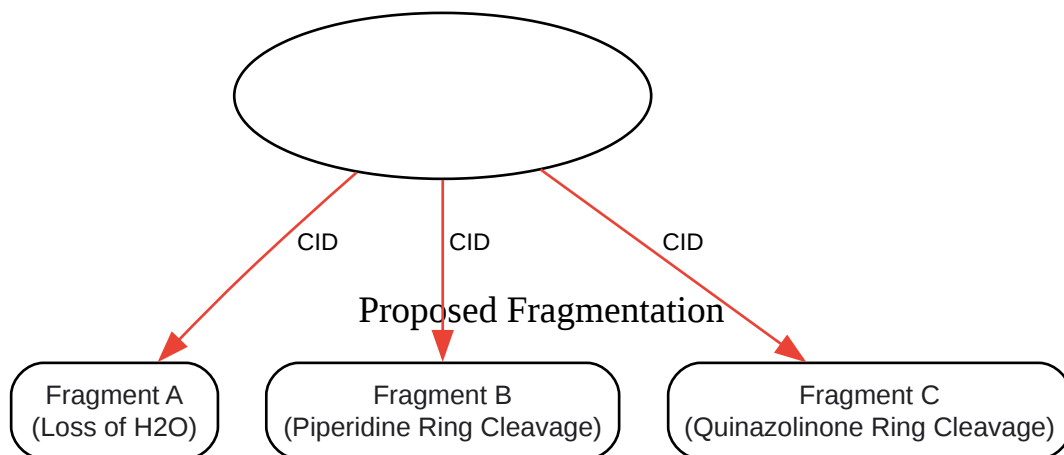 CID
CID
CID
Proposed Fragmentation
Fragment A
(Loss of H2O)
Fragment B
(Piperidine Ring Cleavage)
Fragment C
(Quinazolinone Ring Cleavage)